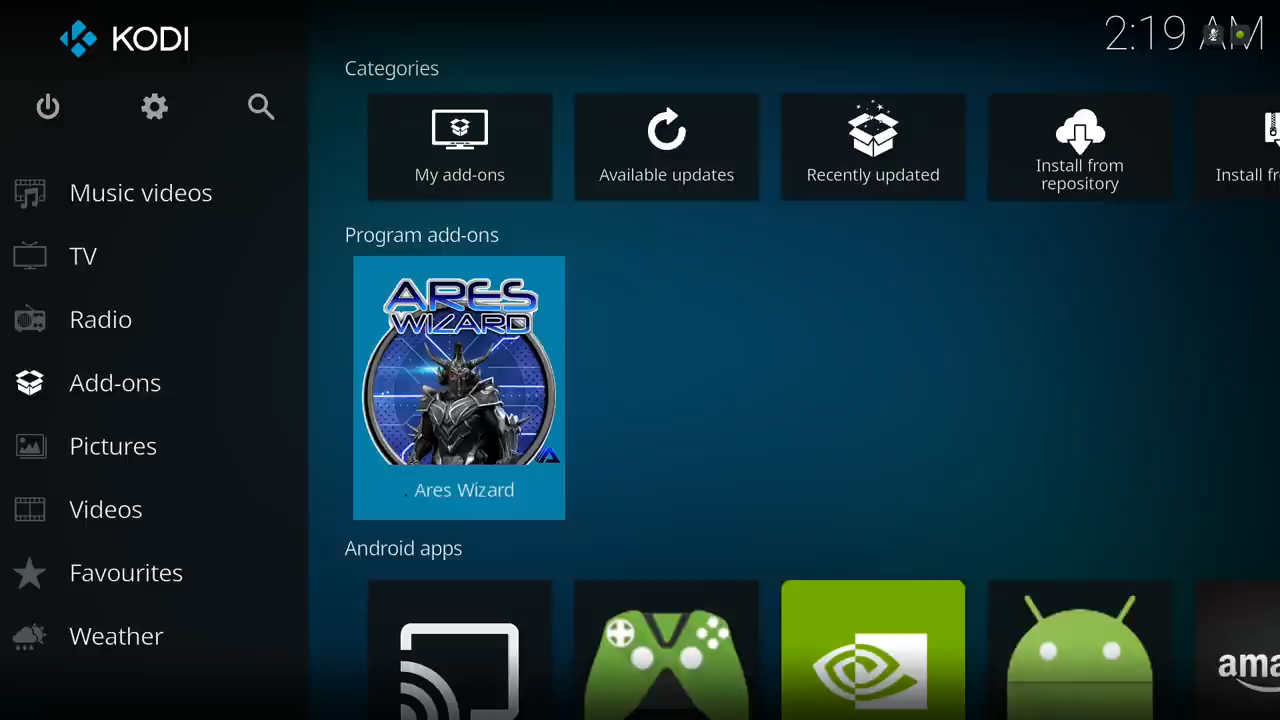 KODI
2:19 AM
Categories
My add-ons
Available updates
Recently updated
Install from
repository
Music videos
TV
Radio
Add-ons
Pictures
Videos
Favourites
Weather
Program add-ons
ARES
WIZARD
. Ares Wizard
Android apps